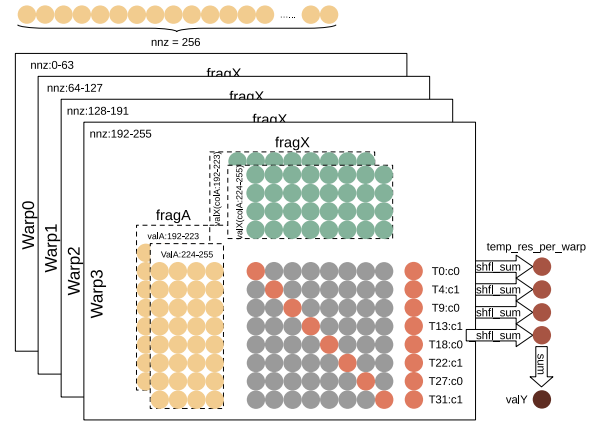 ......
nnz = 256
nnz:0-63
fragX
nnz:64-127
fragX
nnz:128-191
fragX
nnz:192-255
fragX
valX(colA:192-223)
valX(colA:224-255)
fragA
valA:192-223
ValA:224-255
Warp0
Warp1
Warp2
Warp3
temp_res_per_warp
T0:c0
shfl_sum
T4:c1
shfl_sum
T9:c0
shfl_sum
T13:c1
shfl_sum
T18:c0
T22:c1
T27:c0
T31:c1
sum
valY